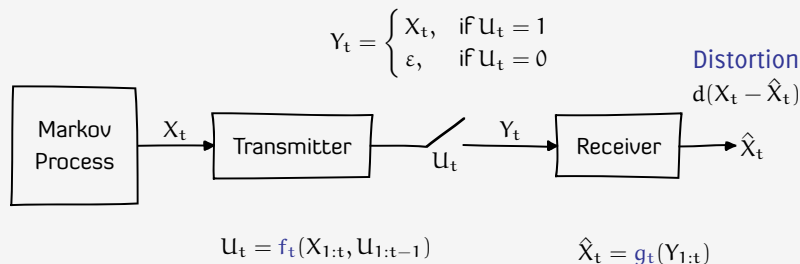 Y_t = { X_t, if U_t = 1
ε, if U_t = 0
Distortion
d(X_t − X̂_t)
Markov
Process
X_t
Transmitter
U_t
Y_t
Receiver
X̂_t
U_t = f_t(X_{1:t}, U_{1:t−1})
X̂_t = g_t(Y_{1:t})